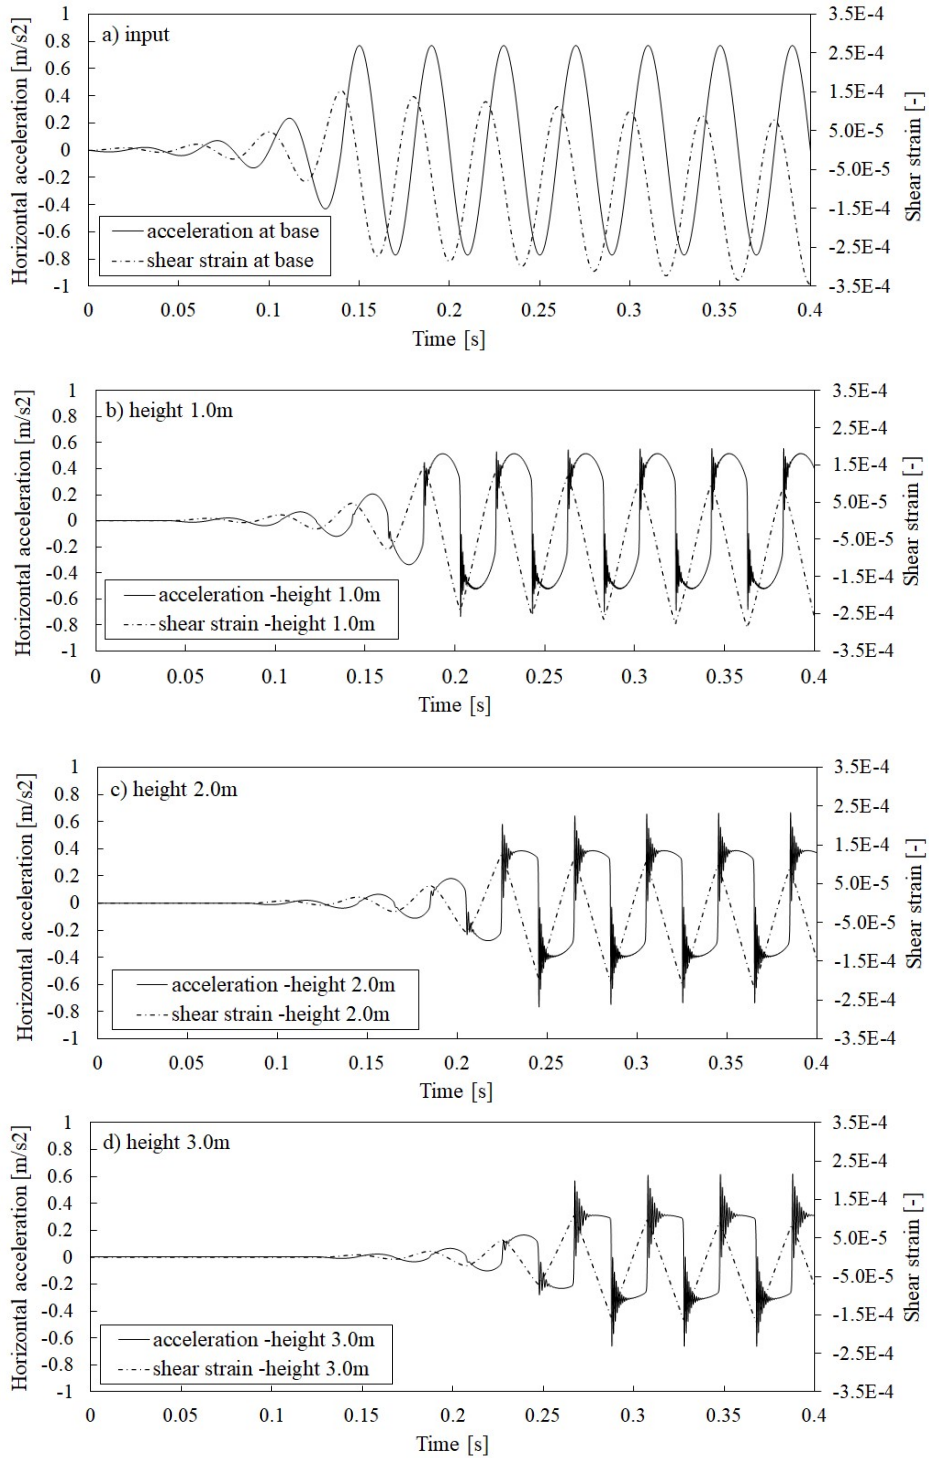 a) input
Horizontal acceleration [m/s2]
1
0.8
0.6
0.4
0.2
0
-0.2
-0.4
-0.6
-0.8
-1
3.5E-4
2.5E-4
1.5E-4
5.0E-5
-5.0E-5
-1.5E-4
-2.5E-4
-3.5E-4
Shear strain [-]
acceleration at base
shear strain at base
0 0.05 0.1 0.15 0.2 0.25 0.3 0.35 0.4
Time [s]
b) height 1.0m
Horizontal acceleration [m/s2]
1
0.8
0.6
0.4
0.2
0
-0.2
-0.4
-0.6
-0.8
-1
3.5E-4
2.5E-4
1.5E-4
5.0E-5
-5.0E-5
-1.5E-4
-2.5E-4
-3.5E-4
Shear strain [-]
acceleration -height 1.0m
shear strain -height 1.0m
0 0.05 0.1 0.15 0.2 0.25 0.3 0.35 0.4
Time [s]
c) height 2.0m
Horizontal acceleration [m/s2]
1
0.8
0.6
0.4
0.2
0
-0.2
-0.4
-0.6
-0.8
-1
3.5E-4
2.5E-4
1.5E-4
5.0E-5
-5.0E-5
-1.5E-4
-2.5E-4
-3.5E-4
Shear strain [-]
acceleration -height 2.0m
shear strain -height 2.0m
0 0.05 0.1 0.15 0.2 0.25 0.3 0.35 0.4
Time [s]
d) height 3.0m
Horizontal acceleration [m/s2]
1
0.8
0.6
0.4
0.2
0
-0.2
-0.4
-0.6
-0.8
-1
3.5E-4
2.5E-4
1.5E-4
5.0E-5
-5.0E-5
-1.5E-4
-2.5E-4
-3.5E-4
Shear strain [-]
acceleration -height 3.0m
shear strain -height 3.0m
0 0.05 0.1 0.15 0.2 0.25 0.3 0.35 0.4
Time [s]